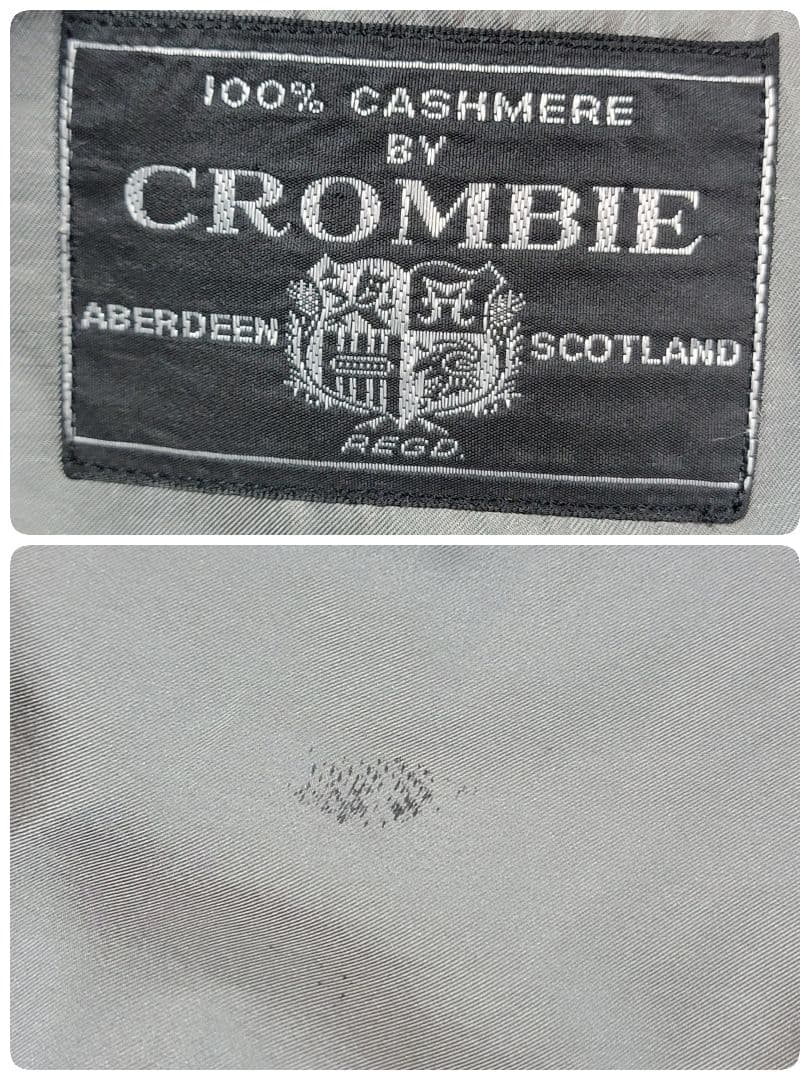 100% CASHMERE
BY
CROMBIE
ABERDEEN SCOTLAND
REGD.